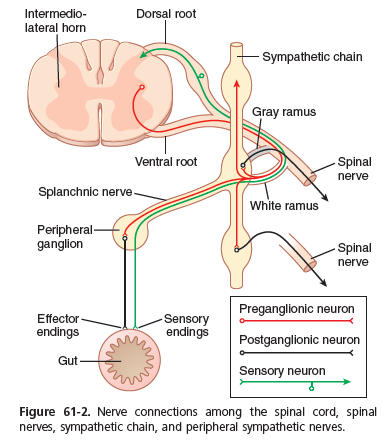 Intermedio-
lateral horn
Dorsal root
Sympathetic chain
Gray ramus
Ventral root
Spinal
nerve
Splanchnic nerve
White ramus
Peripheral
ganglion
Spinal
nerve
Effector
endings
Sensory
endings
Gut
Preganglionic neuron
Postganglionic neuron
Sensory neuron
Figure 61-2. Nerve connections among the spinal cord, spinal
nerves, sympathetic chain, and peripheral sympathetic nerves.